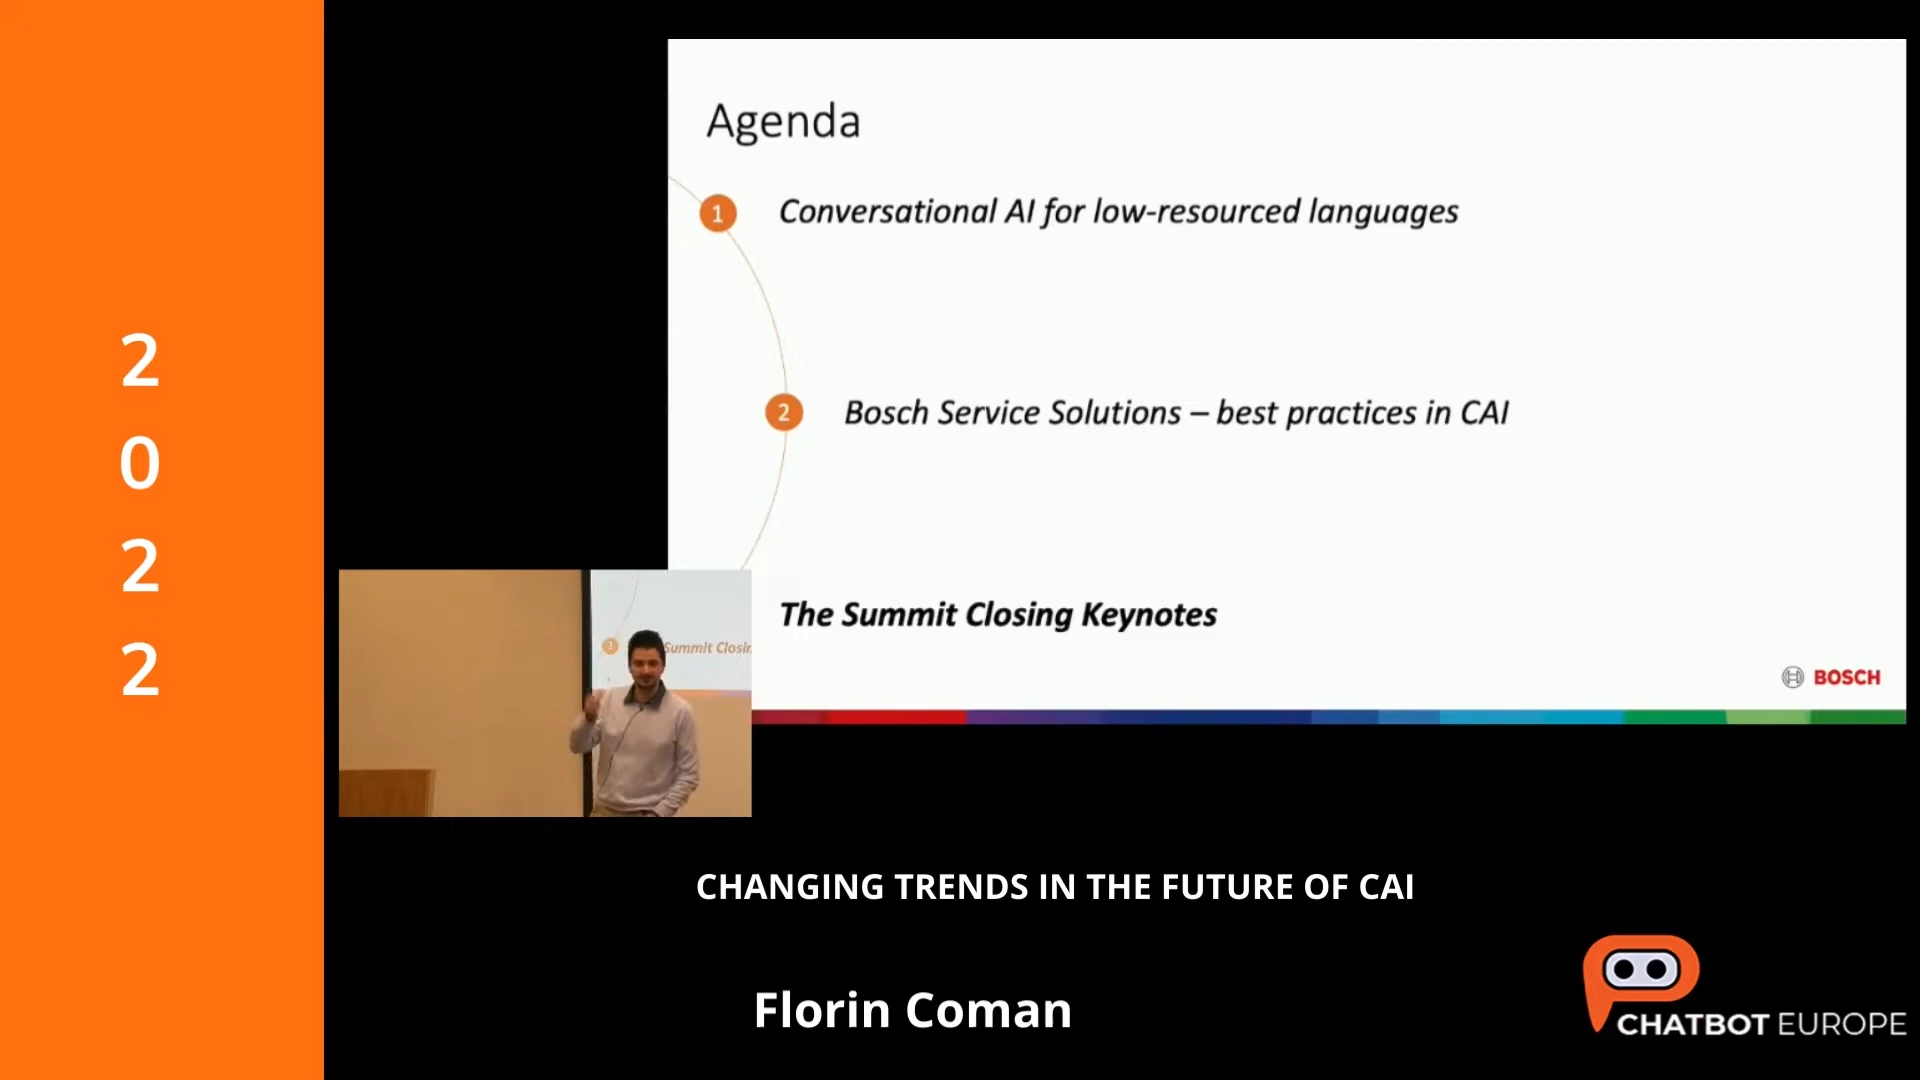 2
0
2
2
Agenda
1 Conversational AI for low-resourced languages
2 Bosch Service Solutions – best practices in CAI
The Summit Closing Keynotes
BOSCH
Summit Closin
CHANGING TRENDS IN THE FUTURE OF CAI
Florin Coman
CHATBOT EUROPE